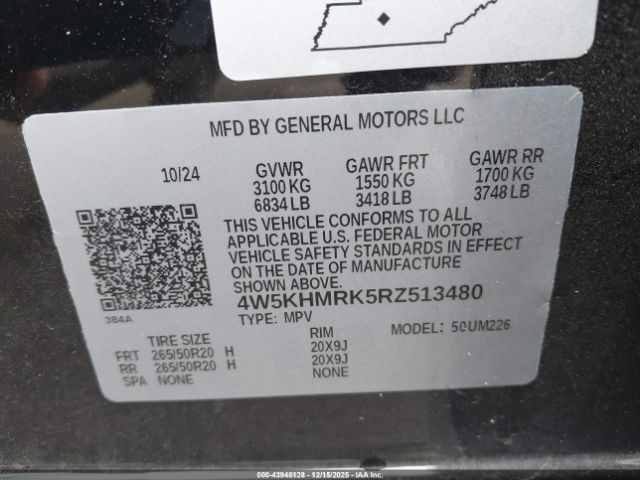 MFD BY GENERAL MOTORS LLC
10/24 GVWR GAWR FRT GAWR RR
3100 KG 1550 KG 1700 KG
6834 LB 3418 LB 3748 LB
THIS VEHICLE CONFORMS TO ALL
APPLICABLE U.S. FEDERAL MOTOR
VEHICLE SAFETY STANDARDS IN EFFECT
ON THE DATE OF MANUFACTURE
SHOWN ABOVE.
4W5KHMRK5RZ513480
384A
TYPE: MPV MODEL: 50UM226
TIRE SIZE RIM
FRT 265/50R20 H 20X9J
RR 265/50R20 H 20X9J
SPA NONE NONE
© IAA - # 43948128 - 12/15/2025 - IAAI.COM